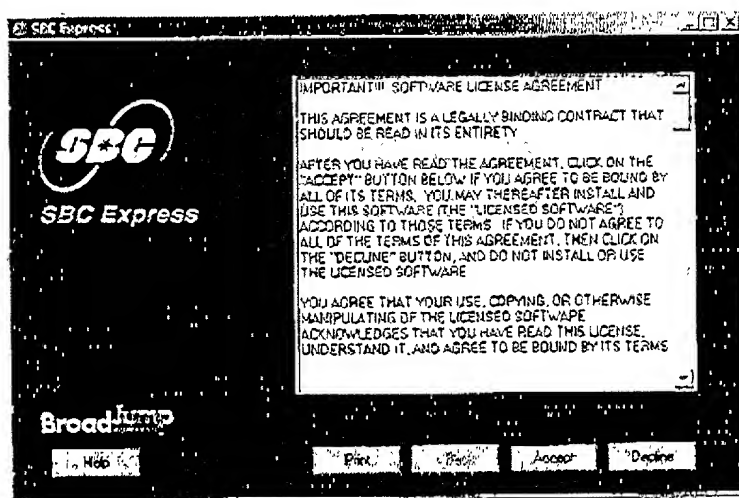 SBC Express
SBC
SBC Express
IMPORTANT!!! SOFTWARE LICENSE AGREEMENT
THIS AGREEMENT IS A LEGALLY BINDING CONTRACT THAT
SHOULD BE READ IN ITS ENTIRETY
AFTER YOU HAVE READ THE AGREEMENT, CLICK ON THE
"ACCEPT" BUTTON BELOW IF YOU AGREE TO BE BOUND BY
ALL OF ITS TERMS. YOU MAY THEREAFTER INSTALL AND
USE THIS SOFTWARE (THE "LICENSED SOFTWARE")
ACCORDING TO THOSE TERMS. IF YOU DO NOT AGREE TO
ALL OF THE TERMS OF THIS AGREEMENT, THEN CLICK ON
THE "DECLINE" BUTTON, AND DO NOT INSTALL OR USE
THE LICENSED SOFTWARE
YOU AGREE THAT YOUR USE, COPYING, OR OTHERWISE
MANIPULATING OF THE LICENSED SOFTWARE
ACKNOWLEDGES THAT YOU HAVE READ THIS LICENSE,
UNDERSTAND IT, AND AGREE TO BE BOUND BY ITS TERMS
BroadJump
Help
Print
Back
Accept
Decline